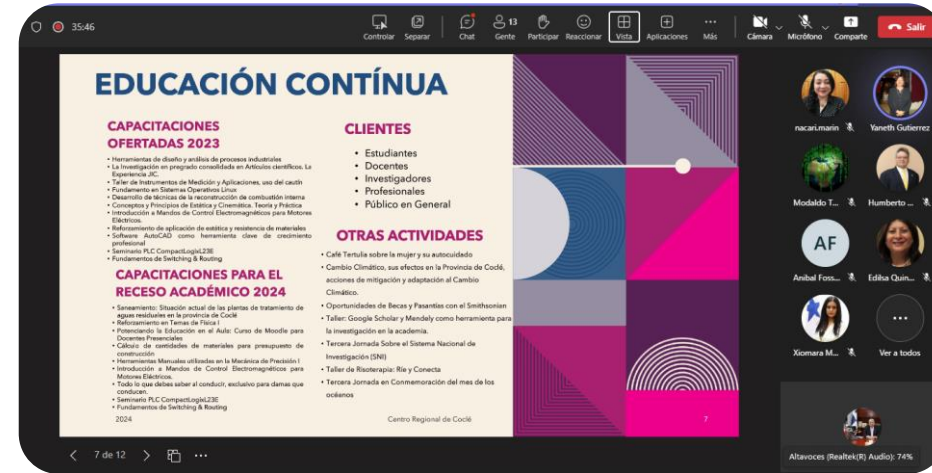 35:46
Controlar
Separar
Chat
13
Gente
Participar
Reaccionar
Vista
Aplicaciones
Más
Cámara
Micrófono
Comparte
Salir
EDUCACIÓN CONTÍNUA
CAPACITACIONES
OFERTADAS 2023
• Herramientas de diseño y análisis de procesos industriales
• La Investigación en pregrado consolidada en Artículos científicos. La
Experiencia JIC.
• Taller de Instrumentos de Medición y Aplicaciones, uso del cautín
• Fundamento en Sistemas Operativos Linux
• Desarrollo de técnicas de la reconstrucción de combustión interna
• Conceptos y Principios de Estática y Cinemática. Teoría y Práctica
• Introducción a Mandos de Control Electromagnéticos para Motores
Eléctricos.
• Reforzamiento de aplicación de estática y resistencia de materiales
• Software AutoCAD como herramienta clave de crecimiento
profesional
• Seminario PLC CompactLogixL23E
• Fundamentos de Switching & Routing
CAPACITACIONES PARA EL
RECESO ACADÉMICO 2024
• Saneamiento: Situación actual de las plantas de tratamiento de
aguas residuales en la provincia de Coclé
• Reforzamiento en Temas de Física I
• Potenciando la Educación en el Aula: Curso de Moodle para
Docentes Presenciales
• Cálculo de cantidades de materiales para presupuesto de
construcción
• Herramientas Manuales utilizadas en la Mecánica de Precisión I
• Introducción a Mandos de Control Electromagnéticos para
Motores Eléctricos.
• Todo lo que debes saber al conducir, exclusivo para damas que
conducen.
• Seminario PLC CompactLogixL23E
• Fundamentos de Switching & Routing
CLIENTES
• Estudiantes
• Docentes
• Investigadores
• Profesionales
• Público en General
OTRAS ACTIVIDADES
• Café Tertulia sobre la mujer y su autocuidado
• Cambio Climático, sus efectos en la Provincia de Coclé,
acciones de mitigación y adaptación al Cambio
Climático.
• Oportunidades de Becas y Pasantías con el Smithsonian
• Taller: Google Scholar y Mendely como herramienta para
la investigación en la academia.
• Tercera Jornada Sobre el Sistema Nacional de
Investigación (SNI)
• Taller de Risoterapia: Ríe y Conecta
• Tercera Jornada en Conmemoración del mes de los
océanos
2024
Centro Regional de Coclé
7
nacari.marin
Yaneth Gutierrez
Modaldo T...
Humberto ...
AF
Anibal Foss...
Edilsa Quin...
Xiomara M...
Ver a todos
7 de 12
Altavoces (Realtek(R) Audio): 74%